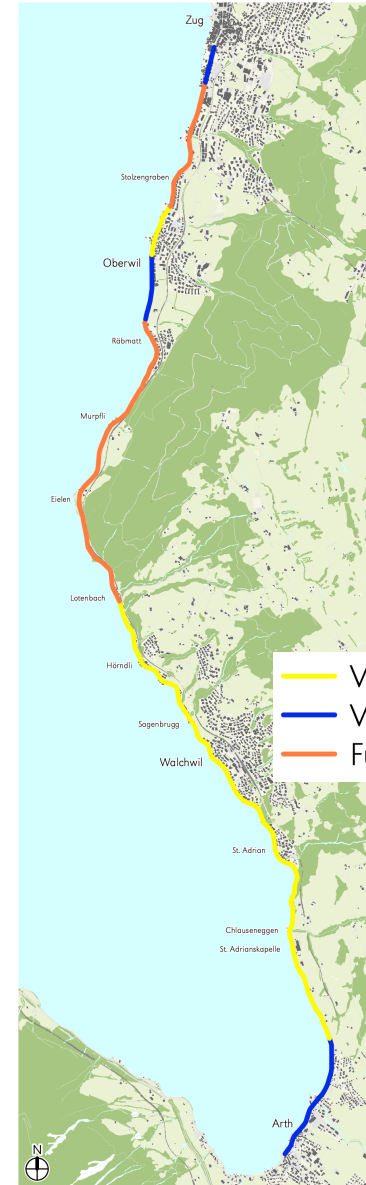 Zug
Stolzengraben
Oberwil
Räbmatt
Murpfli
Eielen
Lotenbach
Hörndli
Sagenbrugg
Walchwil
St. Adrian
Chlauseneggen
St. Adrianskapelle
Arth
N